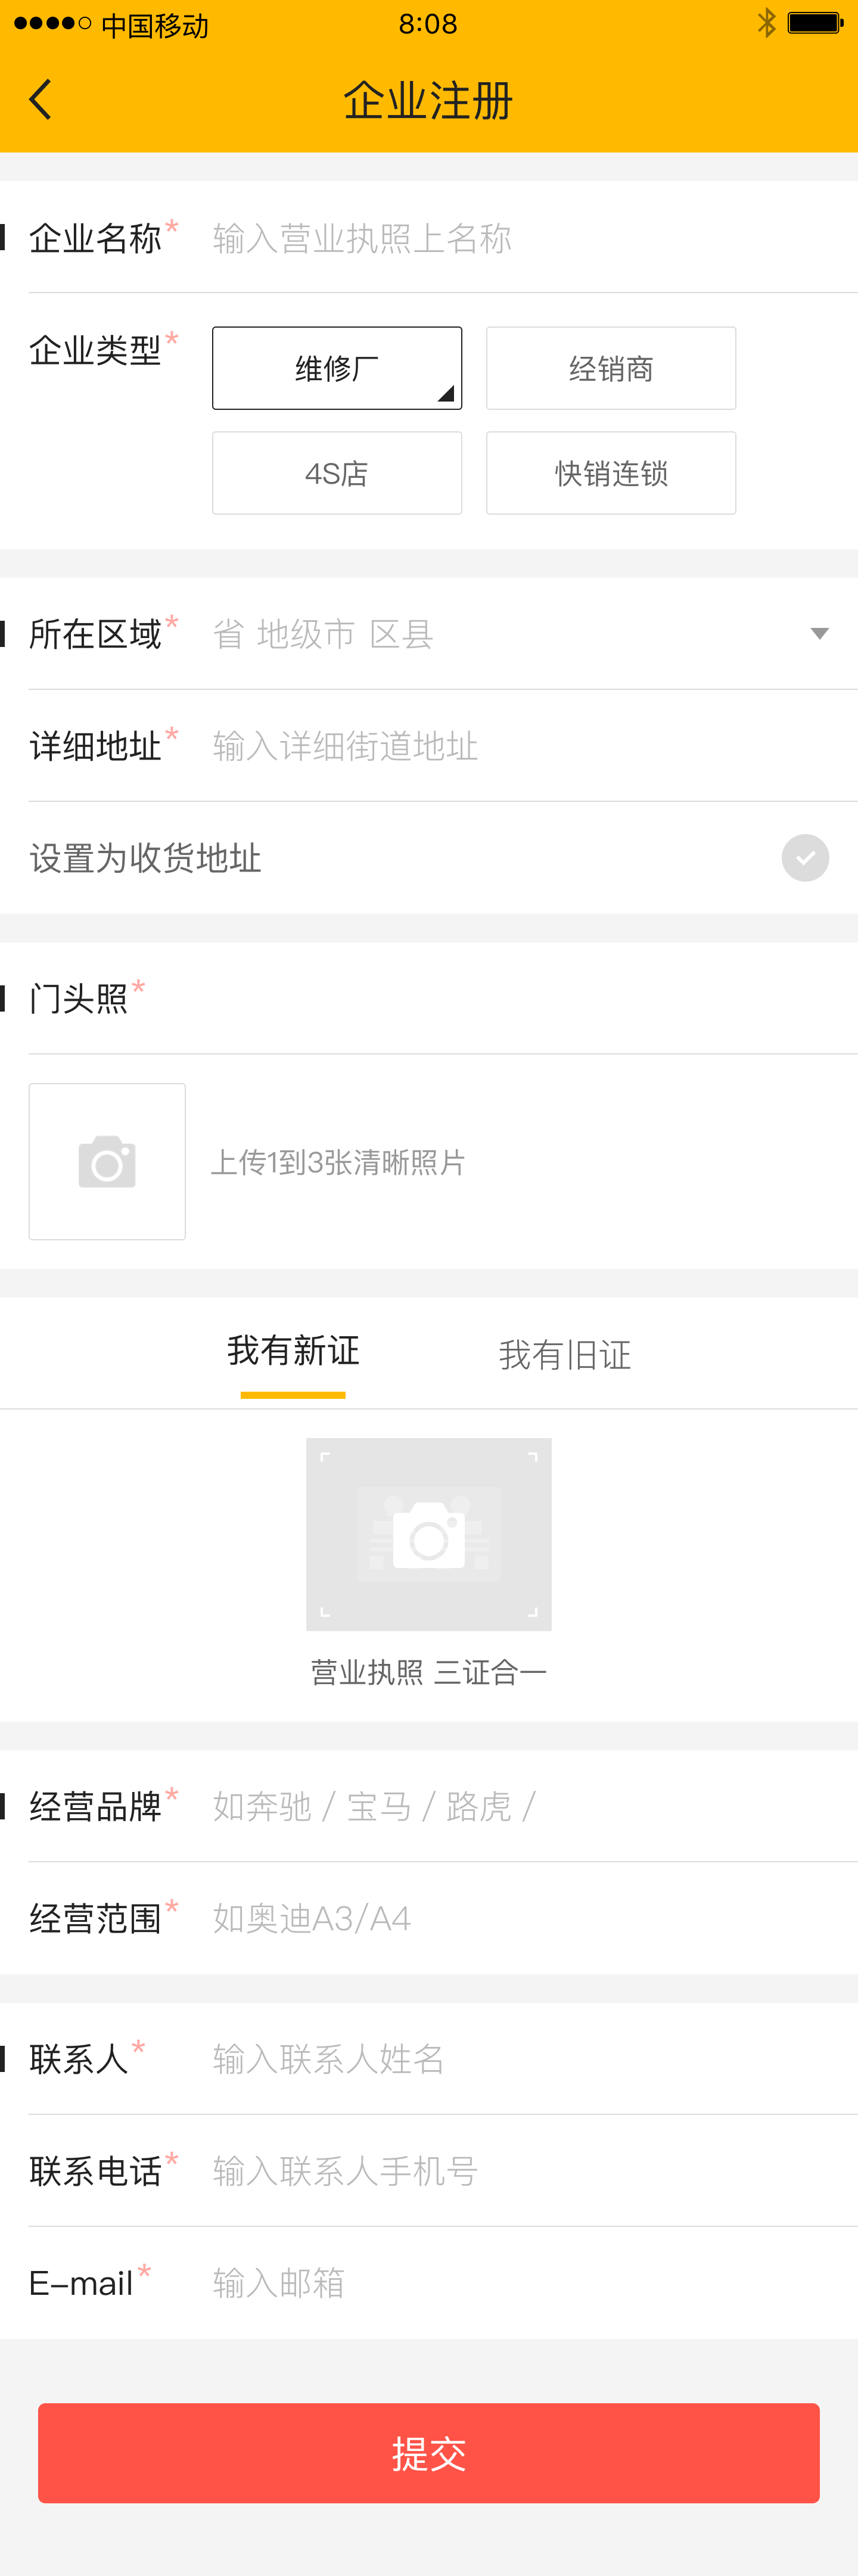 中国移动 8:08
企业注册
企业名称* 输入营业执照上名称
企业类型* 维修厂 经销商
4S店 快销连锁
所在区域* 省 地级市 区县
详细地址* 输入详细街道地址
设置为收货地址
门头照*
上传1到3张清晰照片
我有新证 我有旧证
营业执照 三证合一
经营品牌* 如奔驰 / 宝马 / 路虎 /
经营范围* 如奥迪A3/A4
联系人* 输入联系人姓名
联系电话* 输入联系人手机号
E-mail* 输入邮箱
提交